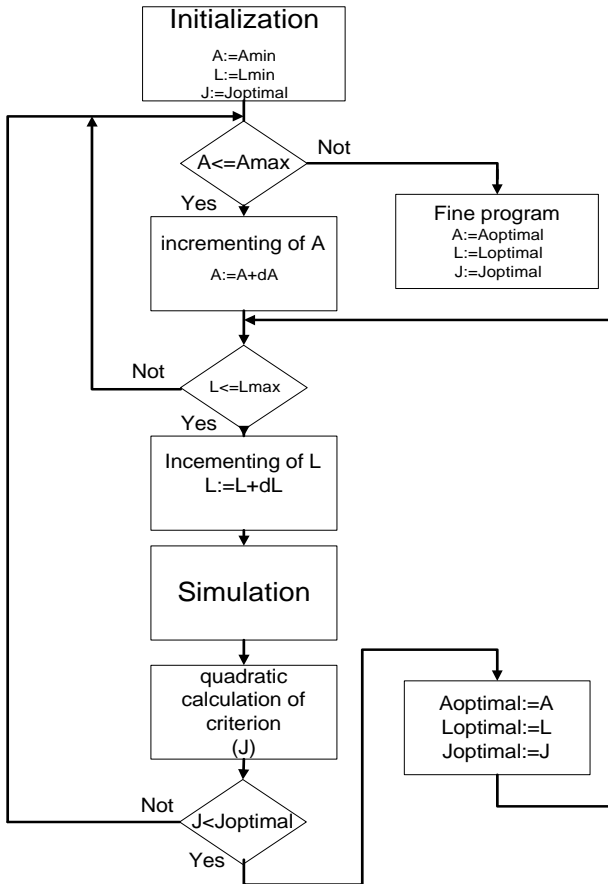 Initialization
A:=Amin
L:=Lmin
J:=Joptimal
A<=Amax
Not
Yes
Fine program
A:=Aoptimal
L:=Loptimal
J:=Joptimal
incrementing of A
A:=A+dA
Not
L<=Lmax
Yes
Incementing of L
L:=L+dL
Simulation
quadratic
calculation of
criterion
(J)
Aoptimal:=A
Loptimal:=L
Joptimal:=J
Not
J<Joptimal
Yes